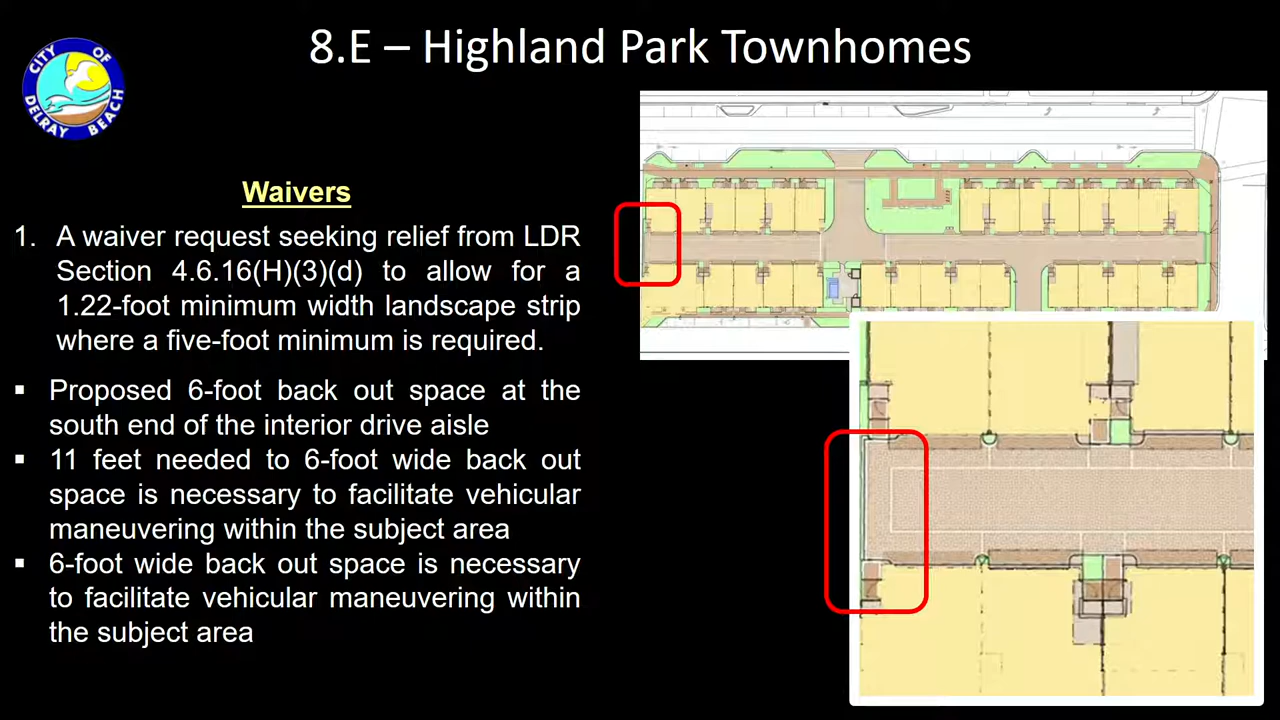 8.E – Highland Park Townhomes
CITY OF
DELRAY BEACH
Waivers
1. A waiver request seeking relief from LDR
Section 4.6.16(H)(3)(d) to allow for a
1.22-foot minimum width landscape strip
where a five-foot minimum is required.
▪ Proposed 6-foot back out space at the
south end of the interior drive aisle
▪ 11 feet needed to 6-foot wide back out
space is necessary to facilitate vehicular
maneuvering within the subject area
▪ 6-foot wide back out space is necessary
to facilitate vehicular maneuvering within
the subject area